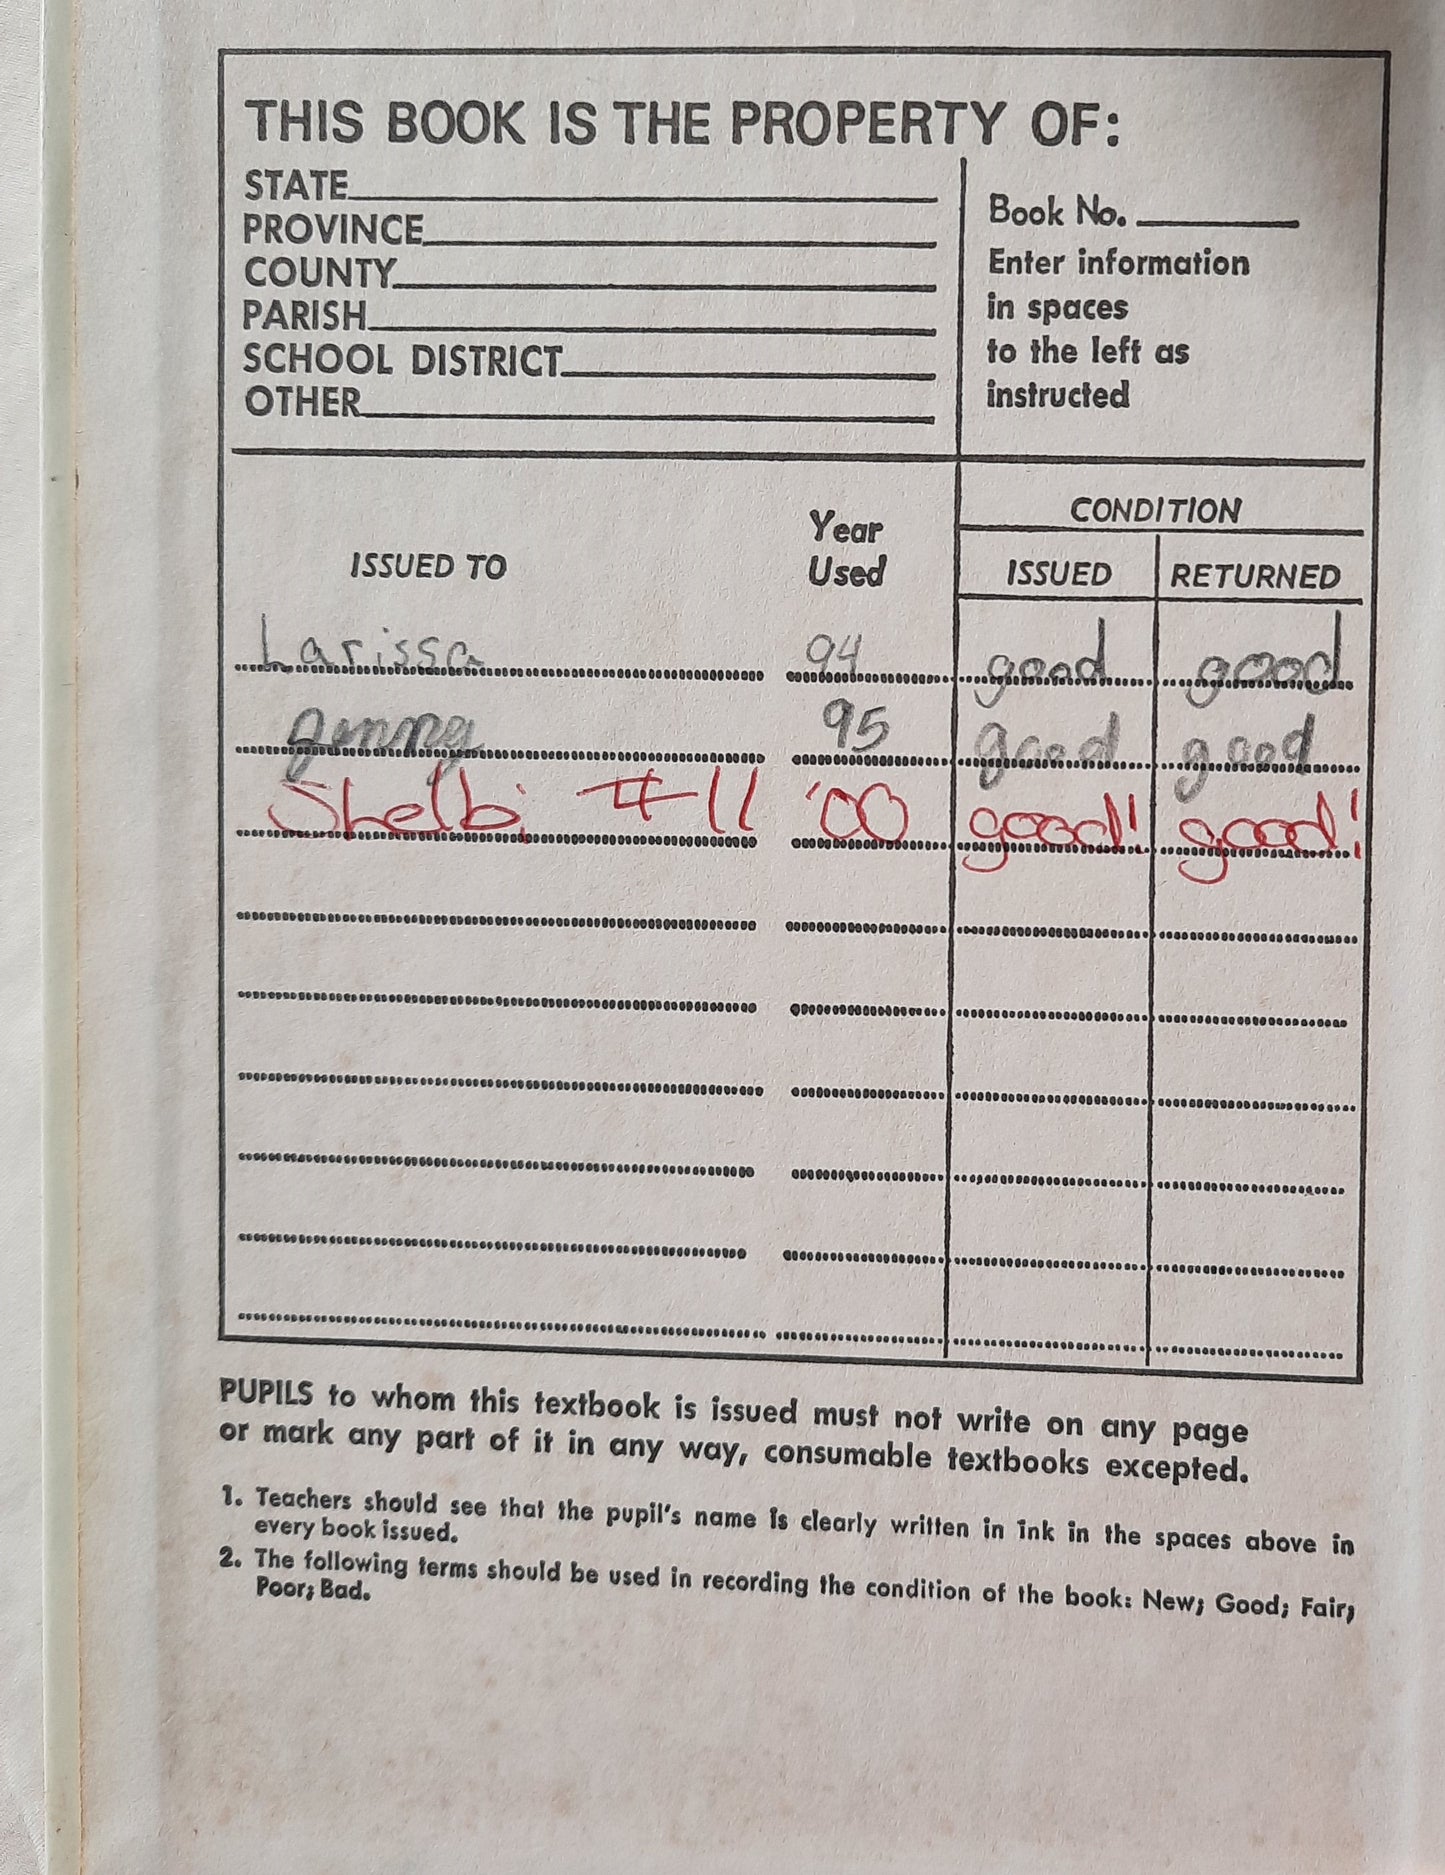 THIS BOOK IS THE PROPERTY OF:
STATE
PROVINCE
COUNTY
PARISH
SCHOOL DISTRICT
OTHER
Book No.
Enter information
in spaces
to the left as
instructed
CONDITION
ISSUED TO
Year
Used
ISSUED RETURNED
Larissa 94 good good
Jenny 95 good good
Shelbi #11 '00 good! good!
PUPILS to whom this textbook is issued must not write on any page
or mark any part of it in any way, consumable textbooks excepted.
1. Teachers should see that the pupil's name is clearly written in ink in the spaces above in
every book issued.
2. The following terms should be used in recording the condition of the book: New; Good; Fair;
Poor; Bad.